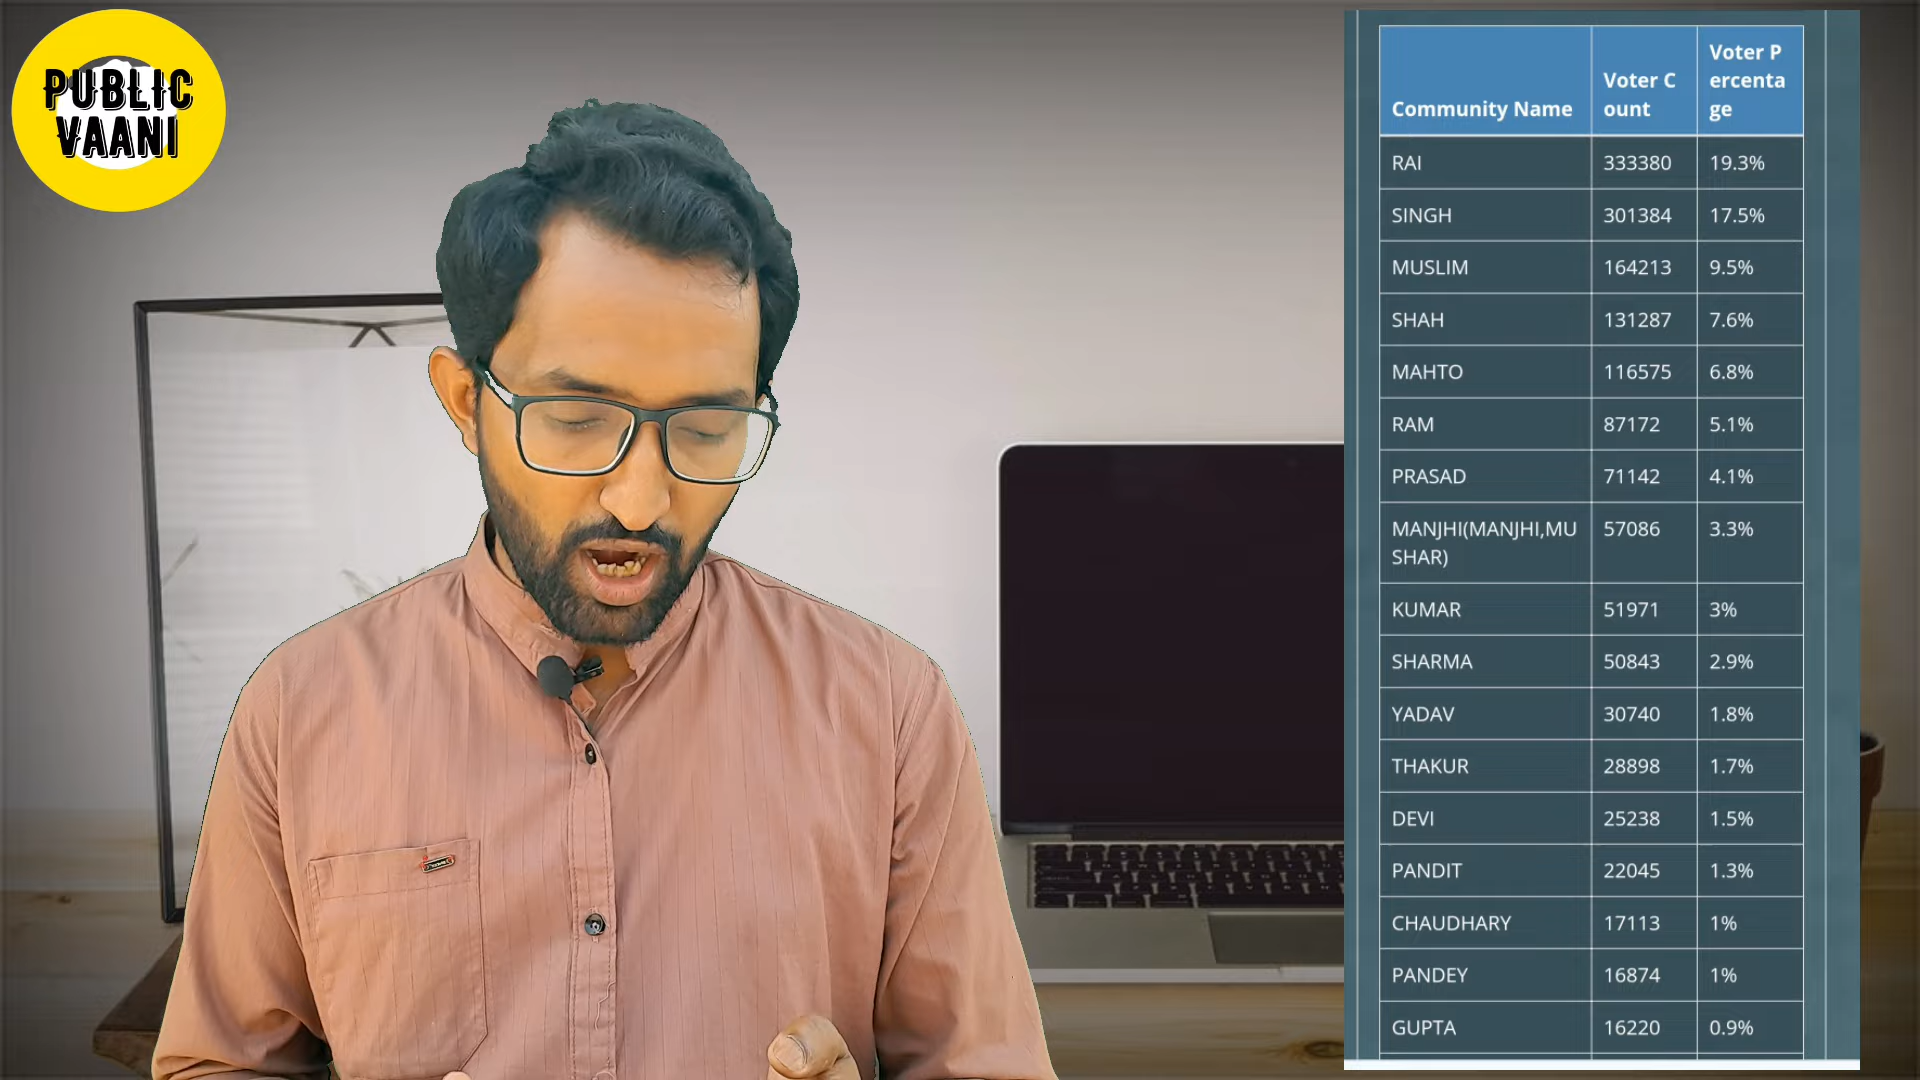 PUBLIC
VAANI
Community Name Voter C
ount Voter P
ercenta
ge
RAI 333380 19.3%
SINGH 301384 17.5%
MUSLIM 164213 9.5%
SHAH 131287 7.6%
MAHTO 116575 6.8%
RAM 87172 5.1%
PRASAD 71142 4.1%
MANJHI(MANJHI,MU 57086 3.3%
SHAR)
KUMAR 51971 3%
SHARMA 50843 2.9%
YADAV 30740 1.8%
THAKUR 28898 1.7%
DEVI 25238 1.5%
PANDIT 22045 1.3%
CHAUDHARY 17113 1%
PANDEY 16874 1%
GUPTA 16220 0.9%